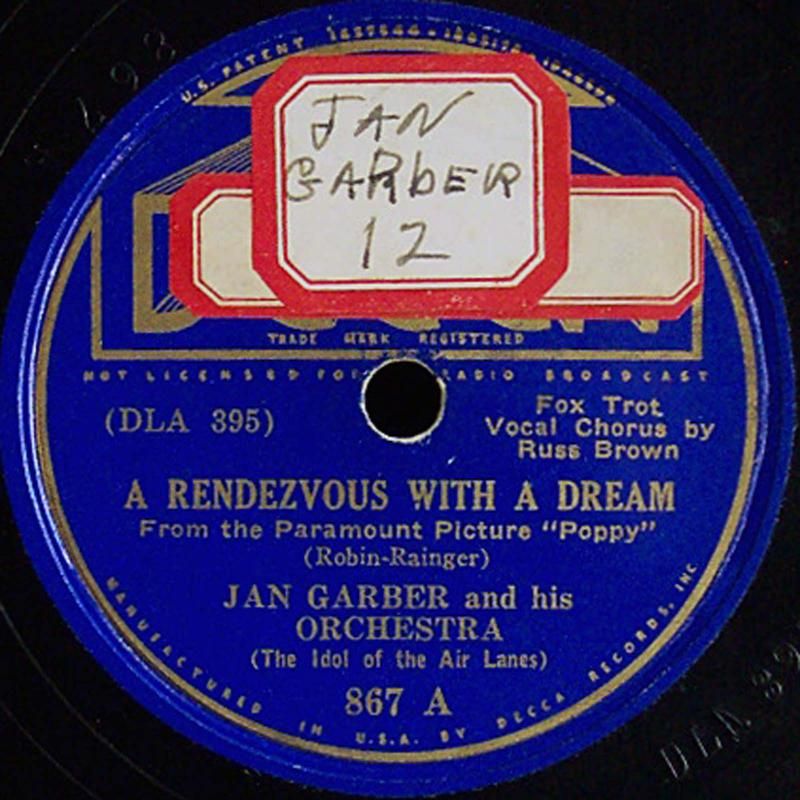 U.S. PATENT
JAN
GARBER
12
TRADE MARK REGISTERED
NOT LICENSED FOR RADIO BROADCAST
(DLA 395)
Fox Trot
Vocal Chorus by
Russ Brown
A RENDEZVOUS WITH A DREAM
From the Paramount Picture "Poppy"
(Robin-Rainger)
JAN GARBER and his
ORCHESTRA
(The Idol of the Air Lanes)
867 A
MANUFACTURED IN U.S.A. BY DECCA RECORDS, INC
DLA 39